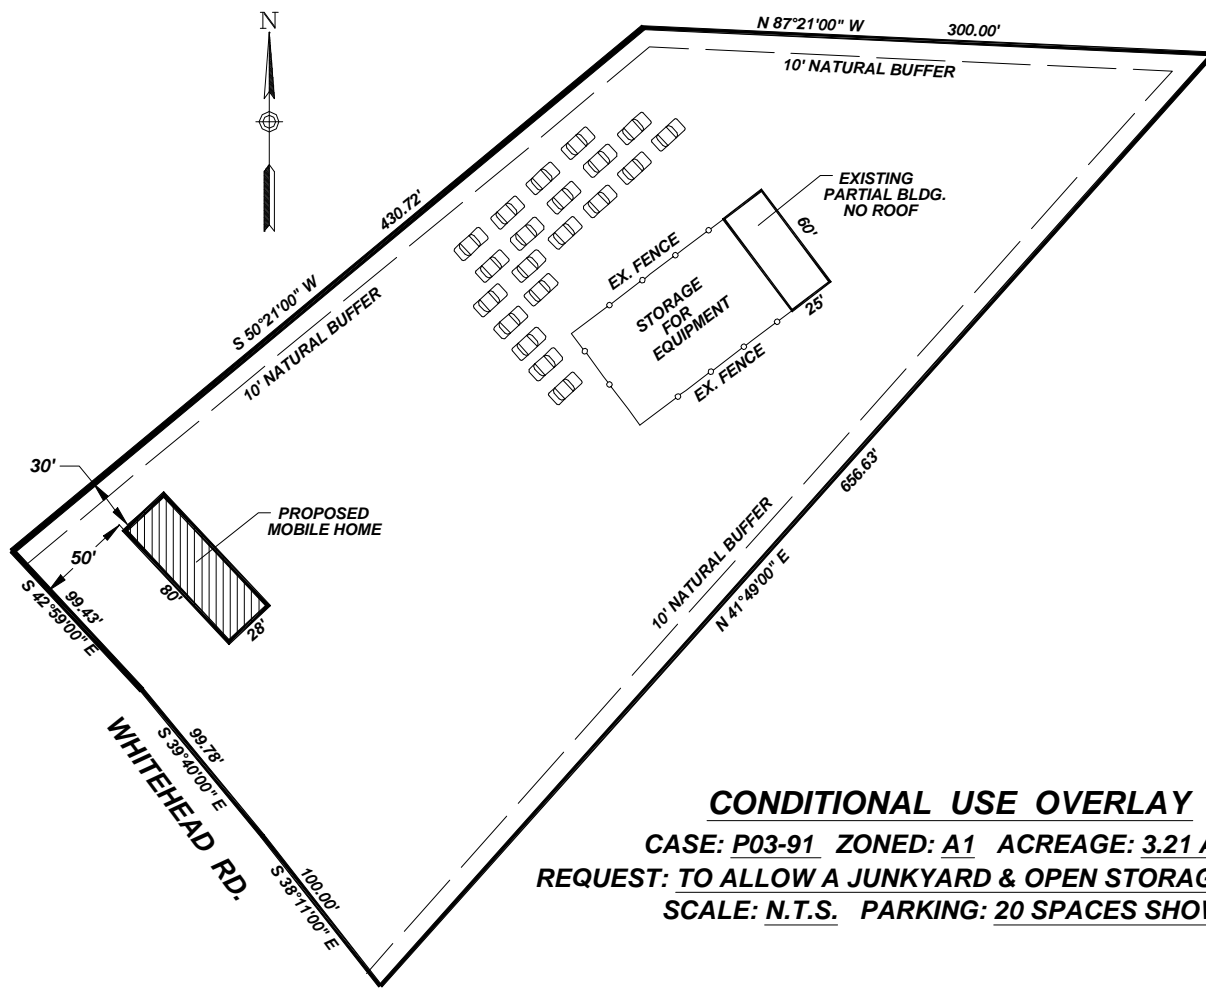 N
N 87°21'00" W 300.00'
10' NATURAL BUFFER
EXISTING
PARTIAL BLDG.
NO ROOF
60'
25'
EX. FENCE
STORAGE
FOR
EQUIPMENT
EX. FENCE
430.72'
S 50°21'00" W
10' NATURAL BUFFER
30'
50'
PROPOSED
MOBILE HOME
80'
28'
99.43'
S 42°59'00" E
656.63'
N 41°49'00" E
10' NATURAL BUFFER
99.78'
S 39°40'00" E
WHITEHEAD RD.
100.00'
S 38°11'00" E
CONDITIONAL USE OVERLAY
CASE: P03-91 ZONED: A1 ACREAGE: 3.21
REQUEST: TO ALLOW A JUNKYARD & OPEN
SCALE: N.T.S. PARKING: 20 SPACES